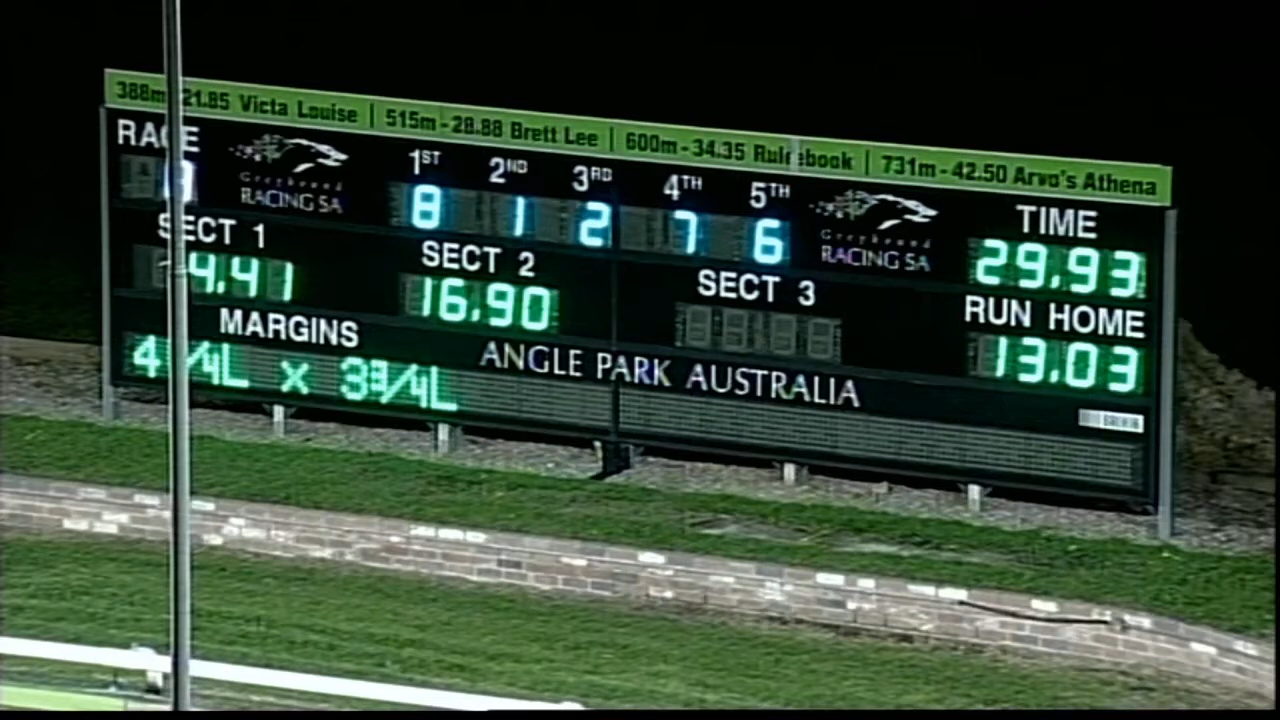 388m 21.85 Victa Louise | 515m - 28.88 Brett Lee | 600m - 34.35 Rulebook | 731m - 42.50 Arvo's Athena
RACE
Greyhound
RACING SA
1ST 2ND 3RD 4TH 5TH
8 1 2 7 6
Greyhound
RACING SA
TIME
29.93
SECT 1
4.41
SECT 2
16.90
SECT 3
RUN HOME
13.03
MARGINS
4 /4L x 3 3/4L
ANGLE PARK AUSTRALIA